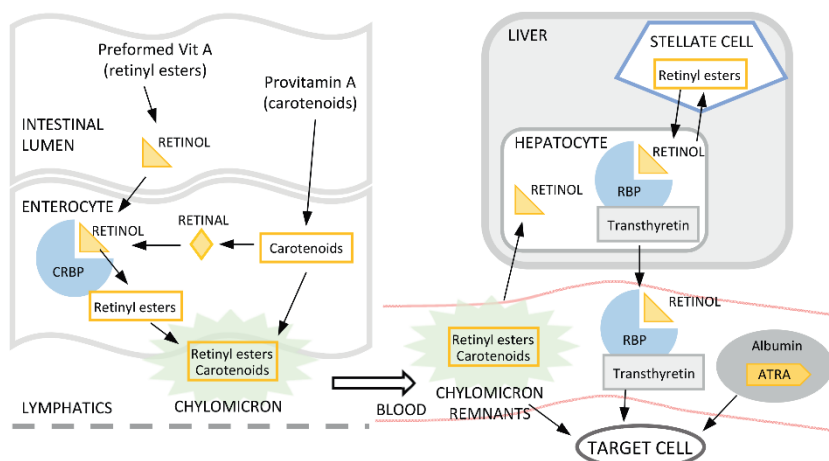 Preformed Vit A
(retinyl esters)
Provitamin A
(carotenoids)
INTESTINAL
LUMEN
RETINOL
ENTEROCYTE
RETINOL
RETINAL
Carotenoids
CRBP
Retinyl esters
Retinyl esters
Carotenoids
LYMPHATICS
CHYLOMICRON
LIVER
STELLATE CELL
Retinyl esters
HEPATOCYTE
RETINOL
RETINOL
RBP
Transthyretin
RETINOL
RBP
Retinyl esters
Carotenoids
Transthyretin
Albumin
ATRA
BLOOD
CHYLOMICRON
REMNANTS
TARGET CELL